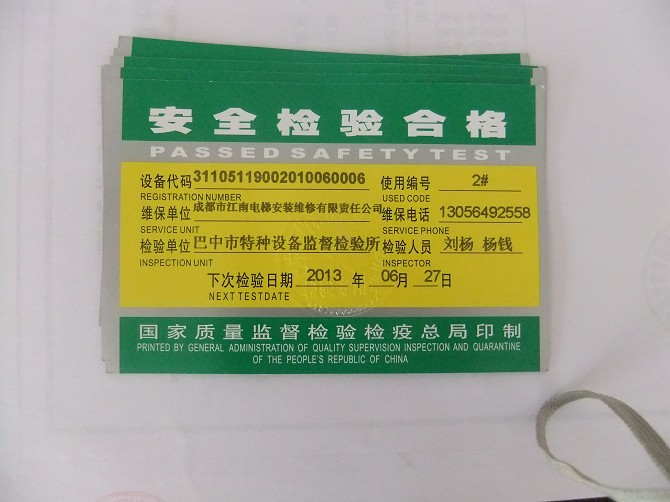 安全检验合格
PASSED SAFETY TEST
设备代码 31105119002010060006 使用编号 2#
REGISTRATION NUMBER USED CODE
维保单位 成都市江南电梯安装维修有限责任公司 维保电话 13056492558
SERVICE UNIT SERVICE PHONE
检验单位 巴中市特种设备监督检验所 检验人员 刘杨 杨钱
INSPECTION UNIT INSPECTOR
下次检验日期 2013 年 06 月 27 日
NEXT TESTDATE
国家质量监督检验检疫总局印制
PRINTED BY GENERAL ADMINISTRATION OF QUALITY SUPERVISION INSPECTION AND QUARANTINE
OF THE PEOPLE'S REPUBLIC OF CHINA